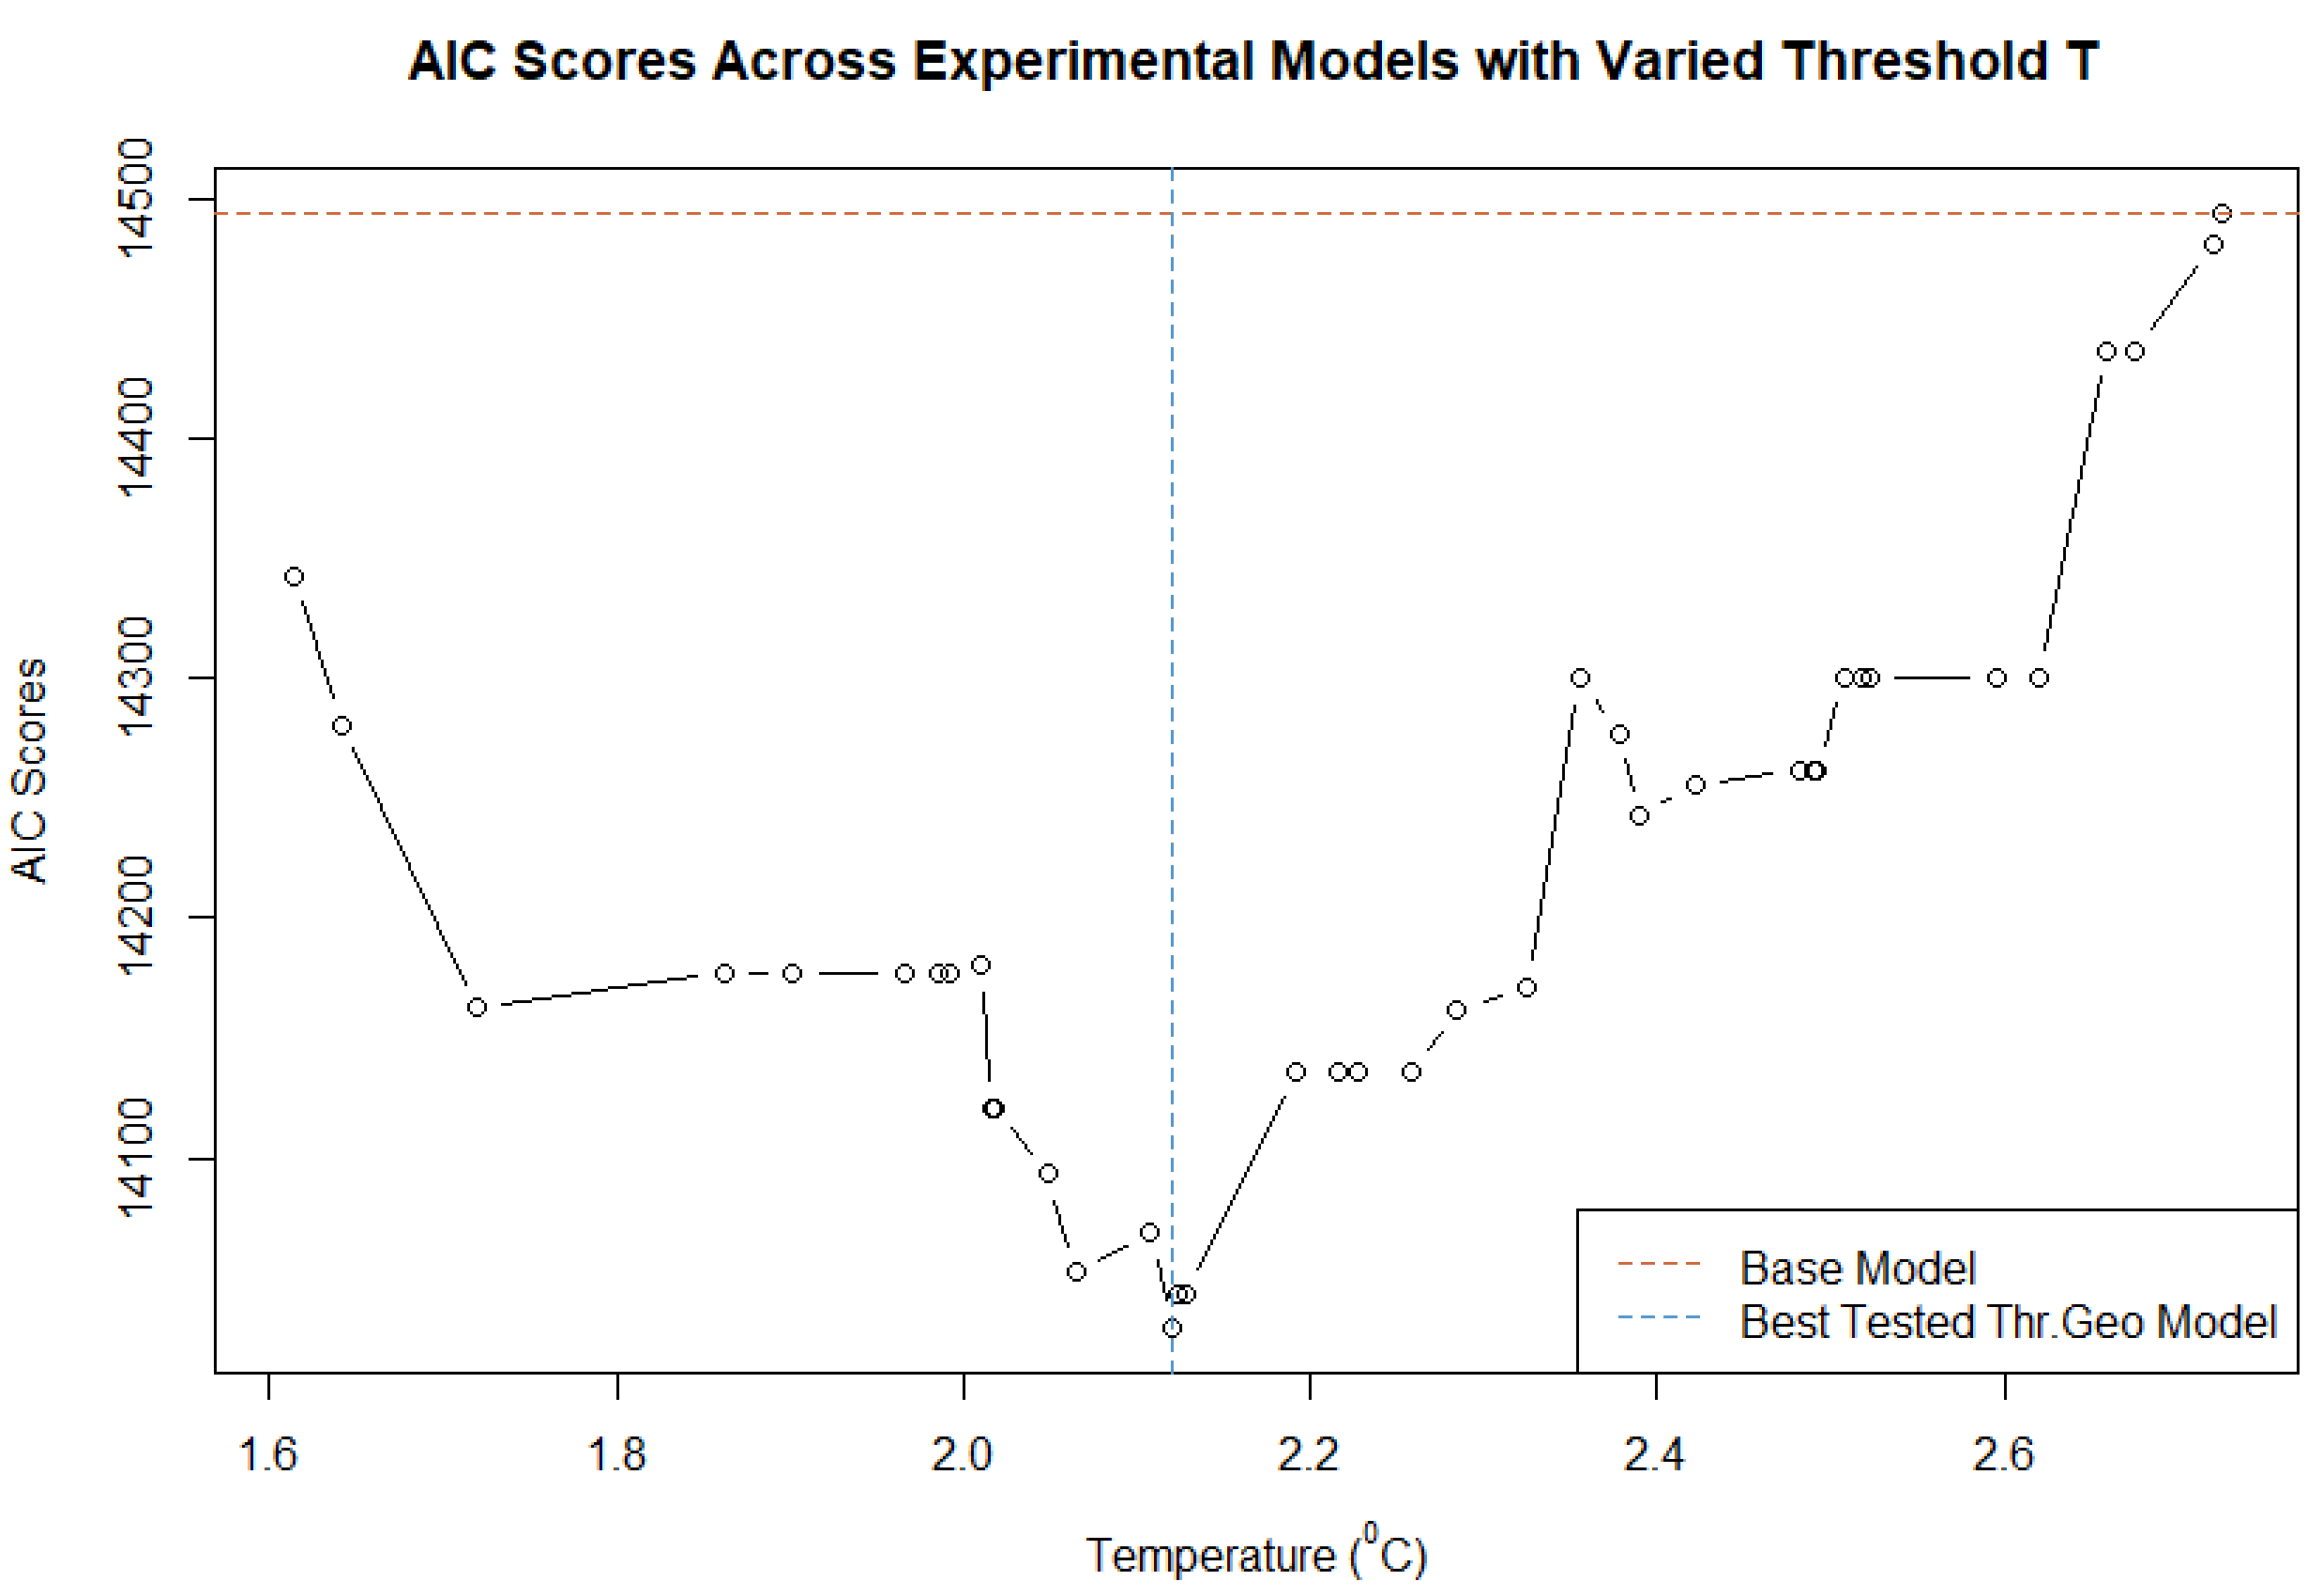 AIC Scores Across Experimental Models with Varied Threshold T
14500
14400
14300
14200
14100
AIC Scores
1.6 1.8 2.0 2.2 2.4 2.6
Temperature (⁰C)
Base Model
Best Tested Thr.Geo Model